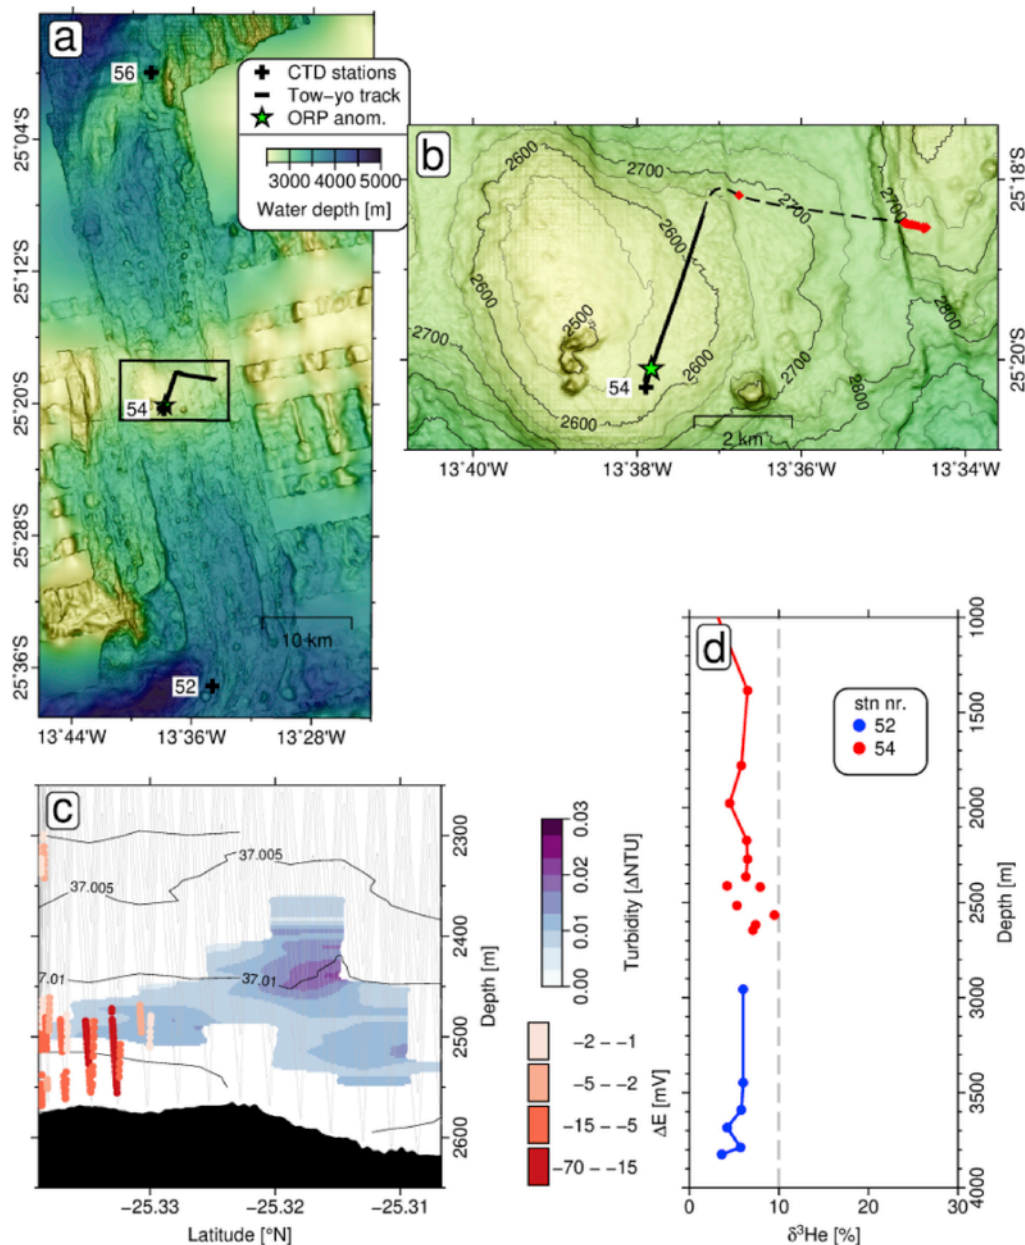 a
56
CTD stations
Tow-yo track
ORP anom.
3000 4000 5000
Water depth [m]
25°04'S
25°12'S
25°20'S
25°28'S
25°36'S
54
10 km
52
13°44'W 13°36'W 13°28'W
b
2600
2700
2700
2700
2600
2600
2500
2700
2600
2600
2700
2800
2800
54
2 km
25°18'S
25°20'S
13°40'W 13°38'W 13°36'W 13°34'W
c
37.005
37.005
37.01
7.01
2300
2400
2500
2600
Depth [m]
-25.33 -25.32 -25.31
Latitude [°N]
0.03
0.02
0.01
0.00
Turbidity [ΔNTU]
-2 - -1
-5 - -2
-15 - -5
-70 - -15
ΔE [mV]
d
stn nr.
52
54
1000
1500
2000
2500
3000
3500
4000
Depth [m]
0 10 20 30
δ³He [%]